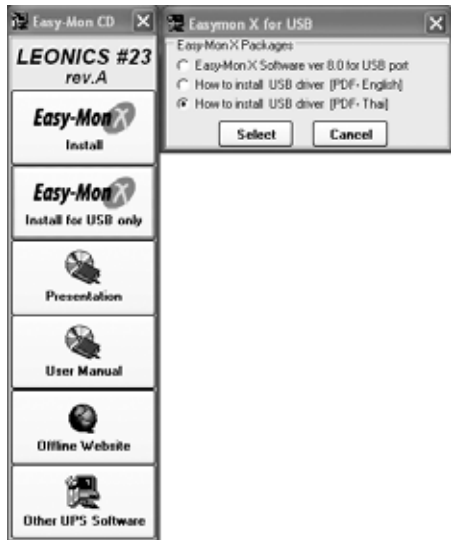 Easy-Mon CD
LEONICS #23
rev.A
Easy-Mon X
Install
Easy-Mon X
Install for USB only
Presentation
User Manual
Offline Website
Other UPS Software
Easymon X for USB
Easy-Mon X Packages
Easy-Mon X Software ver 8.0 for USB port
How to install USB driver [PDF- English]
How to install USB driver [PDF- Thai]
Select
Cancel